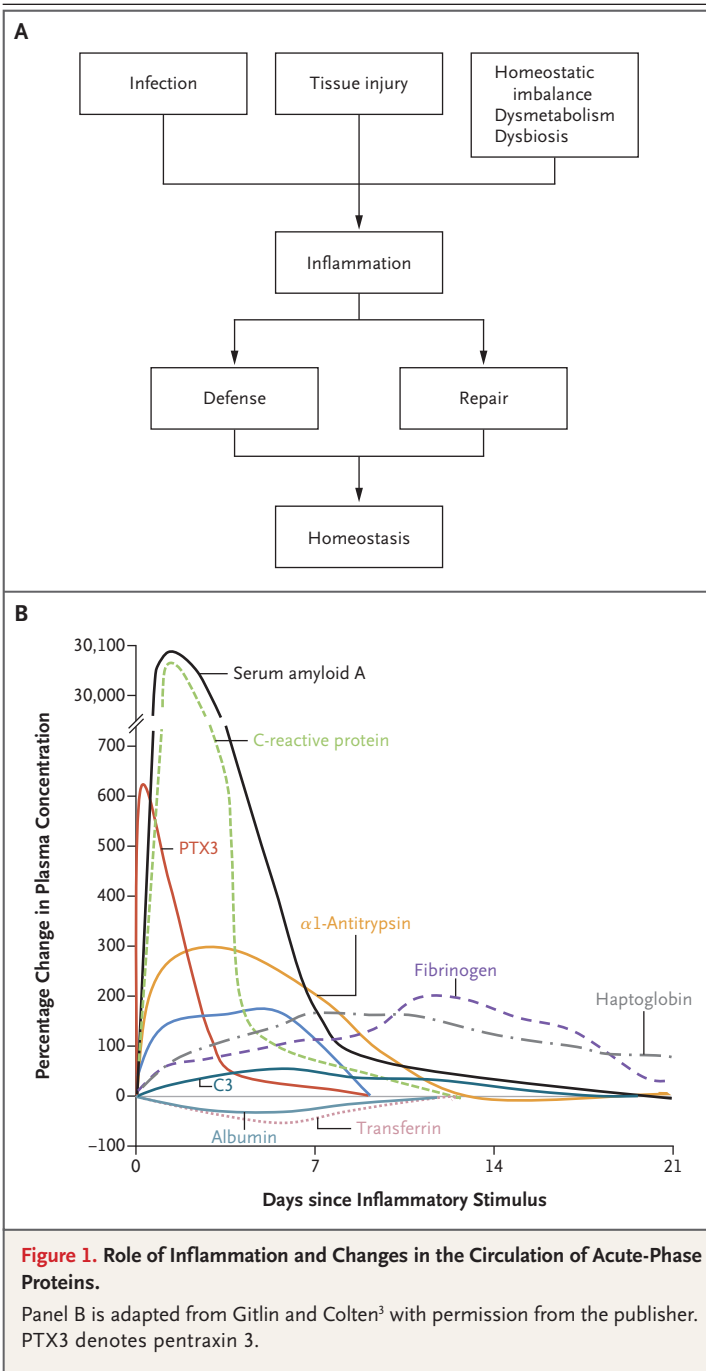 A
Infection
Tissue injury
Homeostatic
imbalance
Dysmetabolism
Dysbiosis
Inflammation
Defense
Repair
Homeostasis
B
Percentage Change in Plasma Concentration
30,100
30,000
700
600
500
400
300
200
100
0
−100
Serum amyloid A
C-reactive protein
PTX3
α1-Antitrypsin
Fibrinogen
Haptoglobin
C3
Albumin
Transferrin
0
7
14
21
Days since Inflammatory Stimulus
Figure 1. Role of Inflammation and Changes in the Circulation of Acute-Phase
Proteins.
Panel B is adapted from Gitlin and Colten3 with permission from the publisher.
PTX3 denotes pentraxin 3.